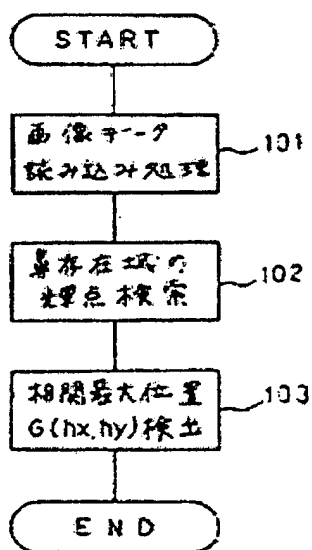 START
画像データ
読み込み処理
101
鼻存在域の
輝点検索
102
相関最大位置
G(hx,hy)検出
103
END